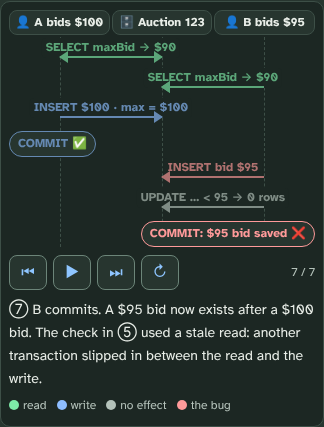 👤 A bids $100 🗄️ Auction 123 👤 B bids $95
SELECT maxBid → $90
SELECT maxBid → $90
INSERT $100 · max = $100
COMMIT ✅
INSERT bid $95
UPDATE … < 95 → 0 rows
COMMIT: $95 bid saved ❌
7 / 7
⑦ B commits. A $95 bid now exists after a $100
bid. The check in ⑤ used a stale read: another
transaction slipped in between the read and the
write.
read write no effect the bug